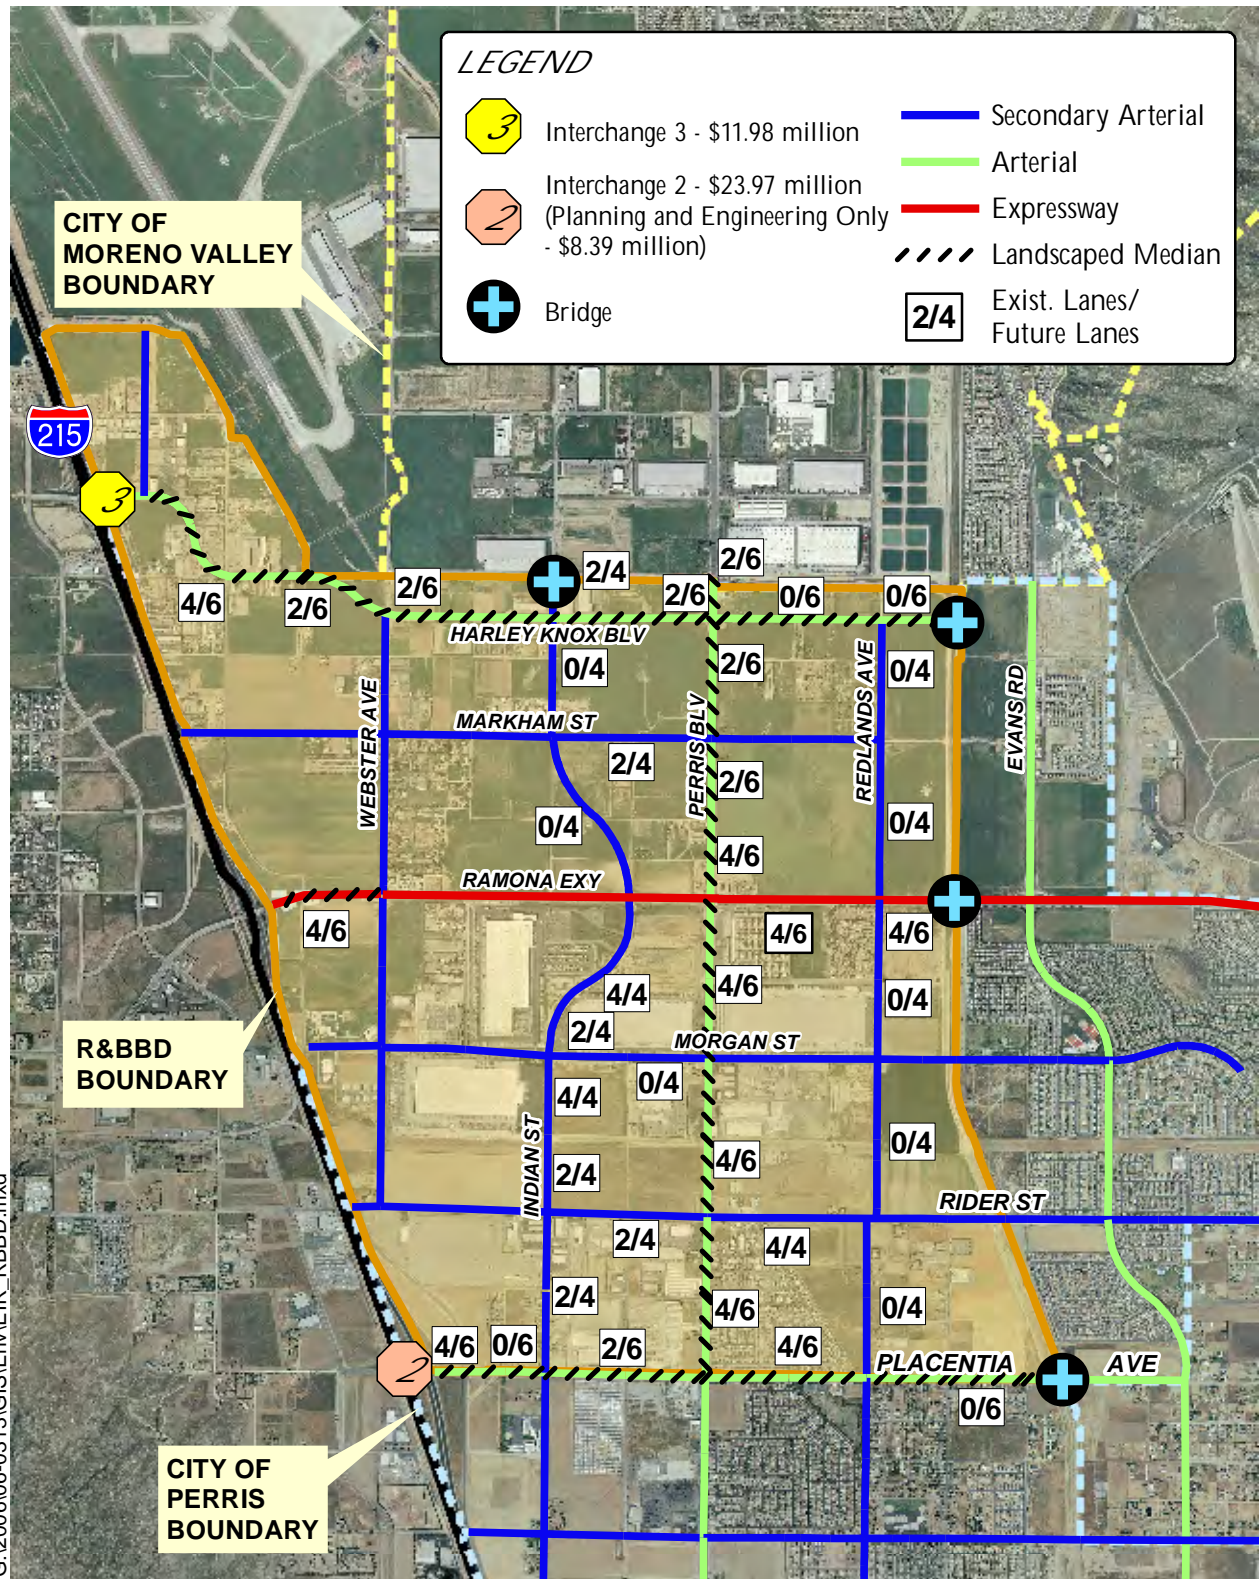 LEGEND
3
Interchange 3 - $11.98 million
2
Interchange 2 - $23.97 million
(Planning and Engineering Only
- $8.39 million)
Bridge
Secondary Arterial
Arterial
Expressway
Landscaped Median
2/4
Exist. Lanes/
Future Lanes
CITY OF
MORENO VALLEY
BOUNDARY
215
3
4/6
2/6
2/6
2/4
2/6
2/6
0/6
0/6
HARLEY KNOX BLV
0/4
2/6
0/4
WEBSTER AVE
MARKHAM ST
PERRIS BLV
REDLANDS AVE
EVANS RD
2/4
2/6
0/4
0/4
4/6
RAMONA EXY
4/6
4/6
4/6
4/4
4/6
0/4
2/4
R&BBD
BOUNDARY
MORGAN ST
4/4
0/4
INDIAN ST
2/4
4/6
0/4
RIDER ST
2/4
4/4
2/4
4/6
0/4
4/6
0/6
2/6
4/6
2
PLACENTIA
AVE
0/6
CITY OF
PERRIS
BOUNDARY